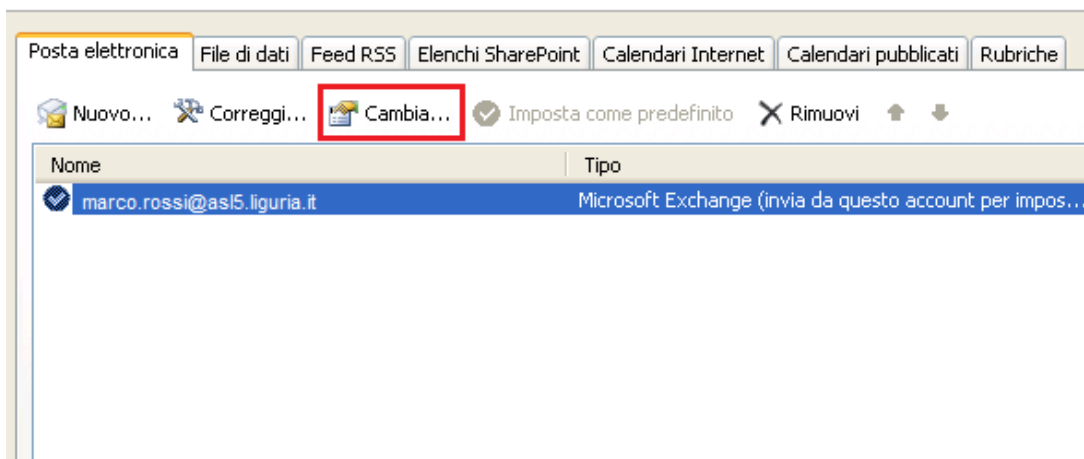 Posta elettronica File di dati Feed RSS Elenchi SharePoint Calendari Internet Calendari pubblicati Rubriche
Nuovo... Correggi... Cambia... Imposta come predefinito Rimuovi
Nome Tipo
marco.rossi@asl5.liguria.it Microsoft Exchange (invia da questo account per impos...